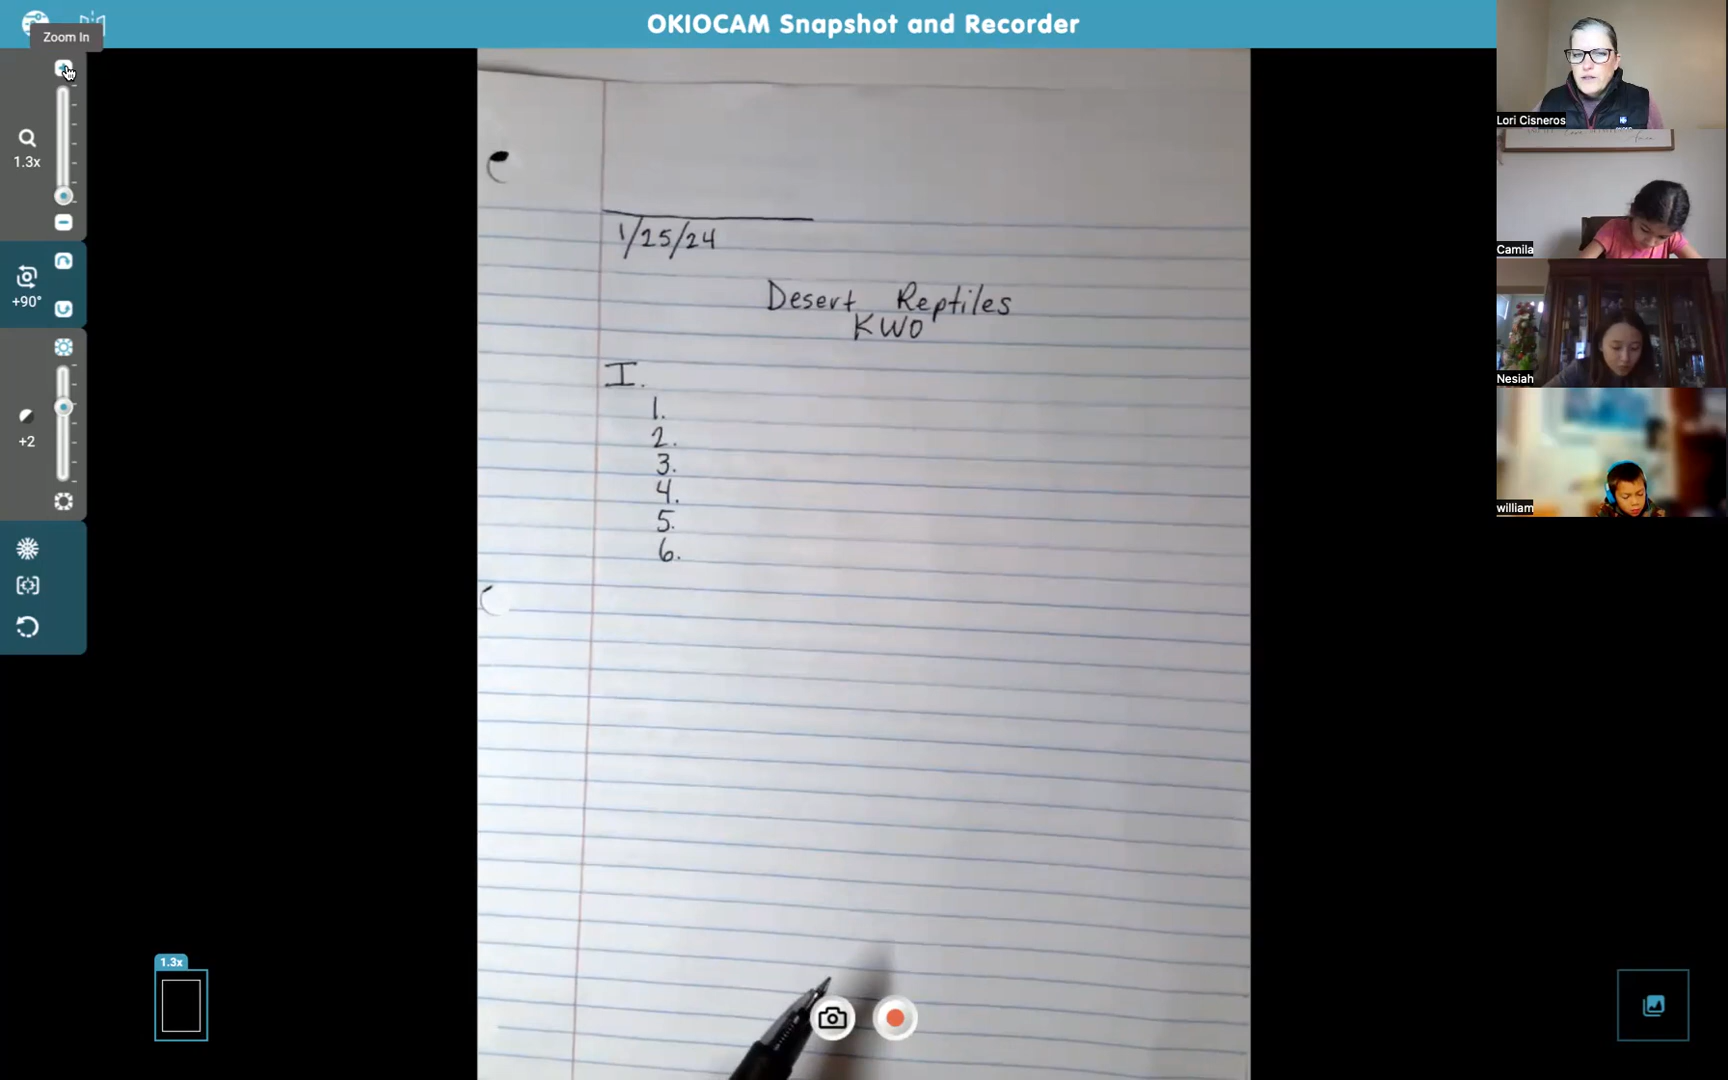 OKIOCAM Snapshot and Recorder
Zoom In
1.3x
+90°
+2
1/25/24
Desert Reptiles
KWO
I.
1.
2.
3.
4.
5.
6.
1.3x
Lori Cisneros
Camila
Nesiah
william